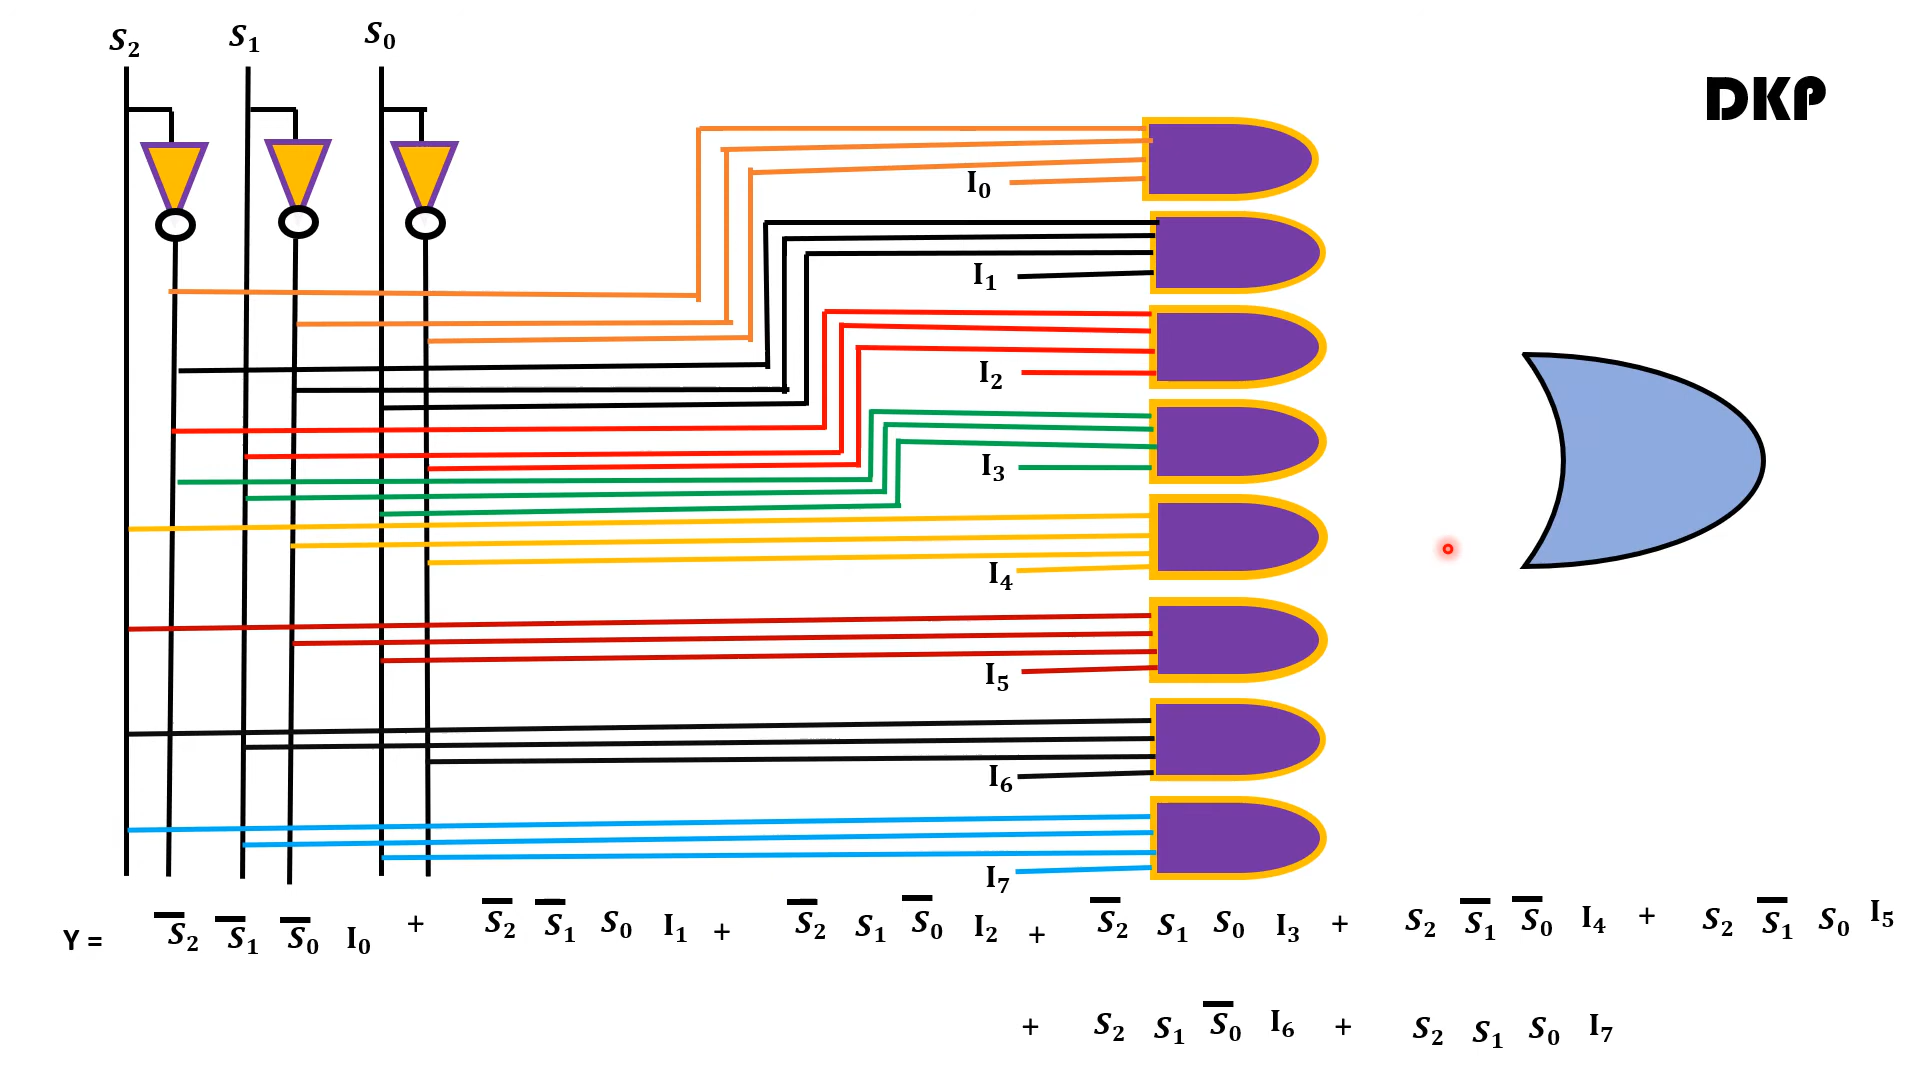 S₂ S₁ S₀
DKP
I₀
I₁
I₂
I₃
I₄
I₅
I₆
I₇
Y = S̅₂ S̅₁ S̅₀ I₀ + S̅₂ S̅₁ S₀ I₁ + S̅₂ S₁ S̅₀ I₂ + S̅₂ S₁ S₀ I₃ + S₂ S̅₁ S̅₀ I₄ + S₂ S̅₁ S₀ I₅
+ S₂ S₁ S̅₀ I₆ + S₂ S₁ S₀ I₇